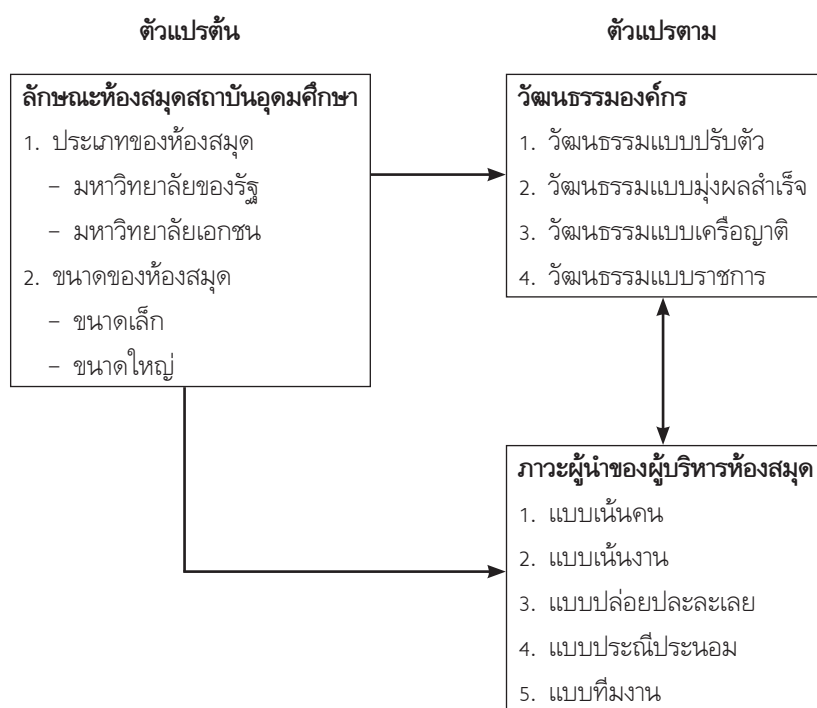 ตัวแปรต้น
ตัวแปรตาม
ลักษณะห้องสมุดสถาบันอุดมศึกษา
1. ประเภทของห้องสมุด
– มหาวิทยาลัยของรัฐ
– มหาวิทยาลัยเอกชน
2. ขนาดของห้องสมุด
– ขนาดเล็ก
– ขนาดใหญ่
วัฒนธรรมองค์กร
1. วัฒนธรรมแบบปรับตัว
2. วัฒนธรรมแบบมุ่งผลสำเร็จ
3. วัฒนธรรมแบบเครือญาติ
4. วัฒนธรรมแบบราชการ
ภาวะผู้นำของผู้บริหารห้องสมุด
1. แบบเน้นคน
2. แบบเน้นงาน
3. แบบปล่อยปละละเลย
4. แบบประณีประนอม
5. แบบทีมงาน